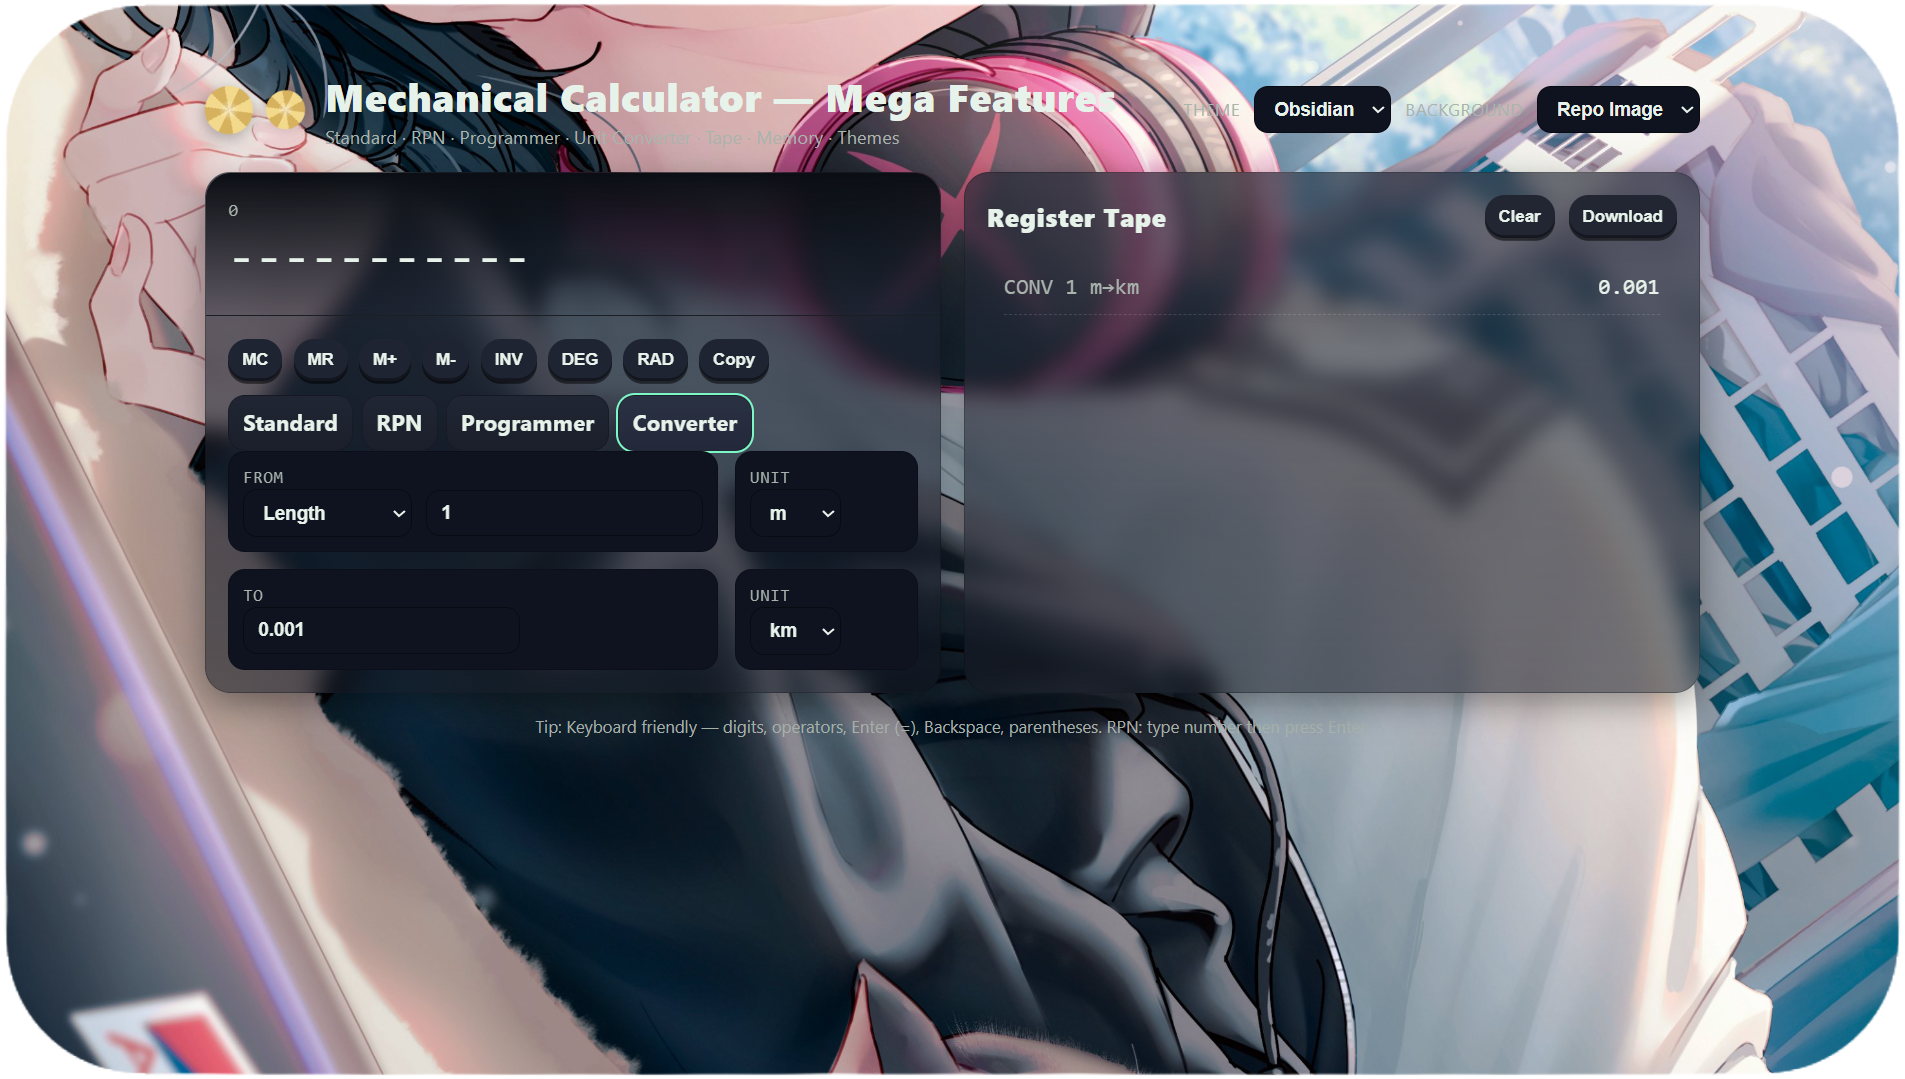 Mechanical Calculator — Mega Features
Standard · RPN · Programmer · Unit Converter · Tape · Memory · Themes
THEME
Obsidian
BACKGROUND
Repo Image
0
-----------
MC MR M+ M- INV DEG RAD Copy
Standard RPN Programmer Converter
FROM
Length 1
UNIT
m
TO
0.001
UNIT
km
Register Tape
Clear Download
CONV 1 m→km 0.001
Tip: Keyboard friendly — digits, operators, Enter (=), Backspace, parentheses. RPN: type number then press Enter